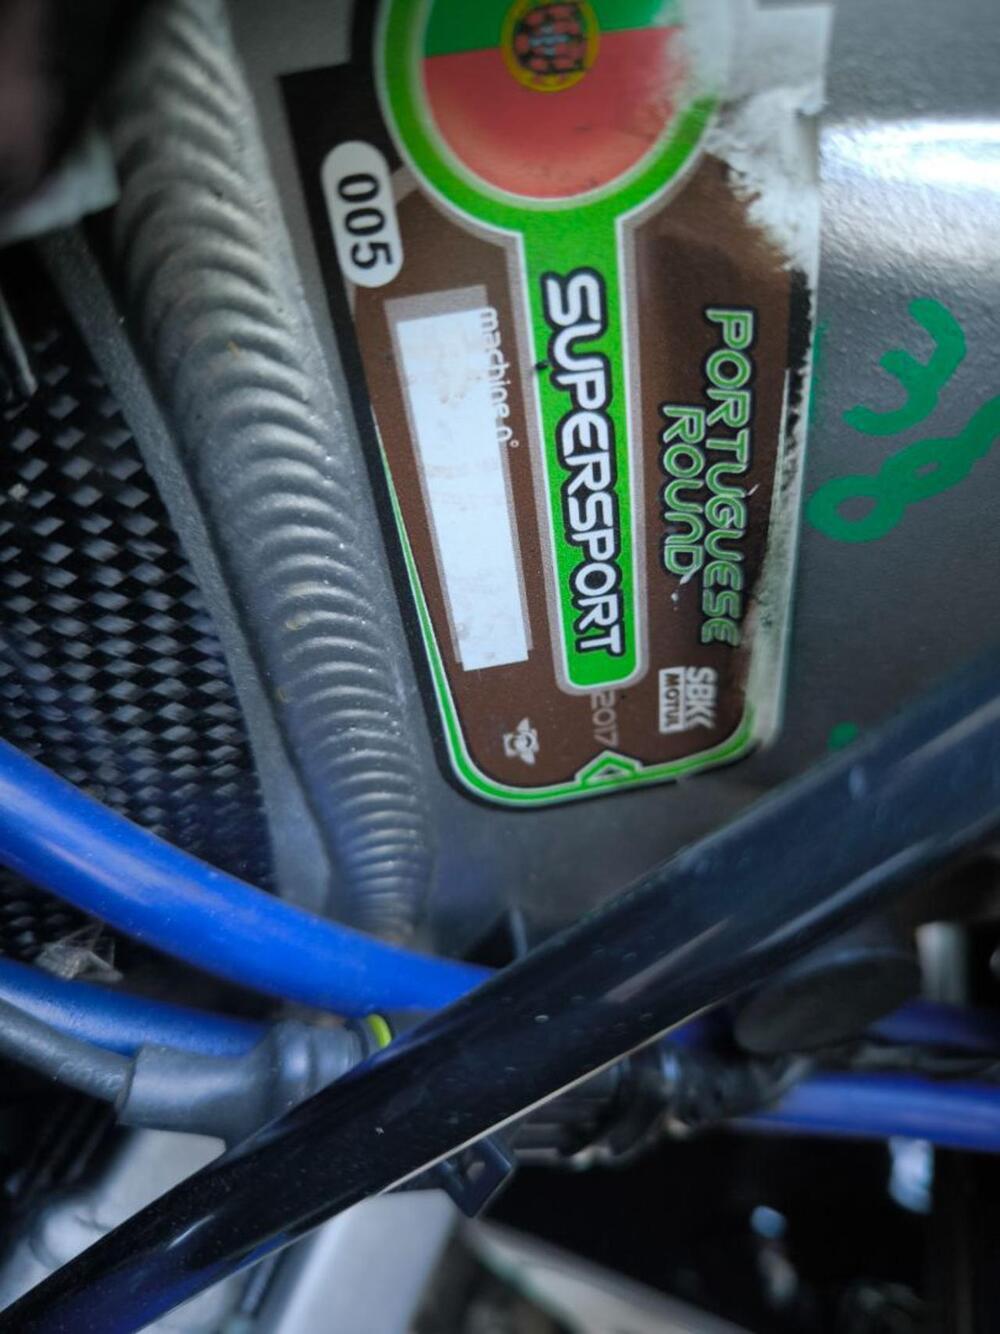 005
machine n°
SUPERSPORT
PORTUGUESE
ROUND
SBK
MOTUL
2017